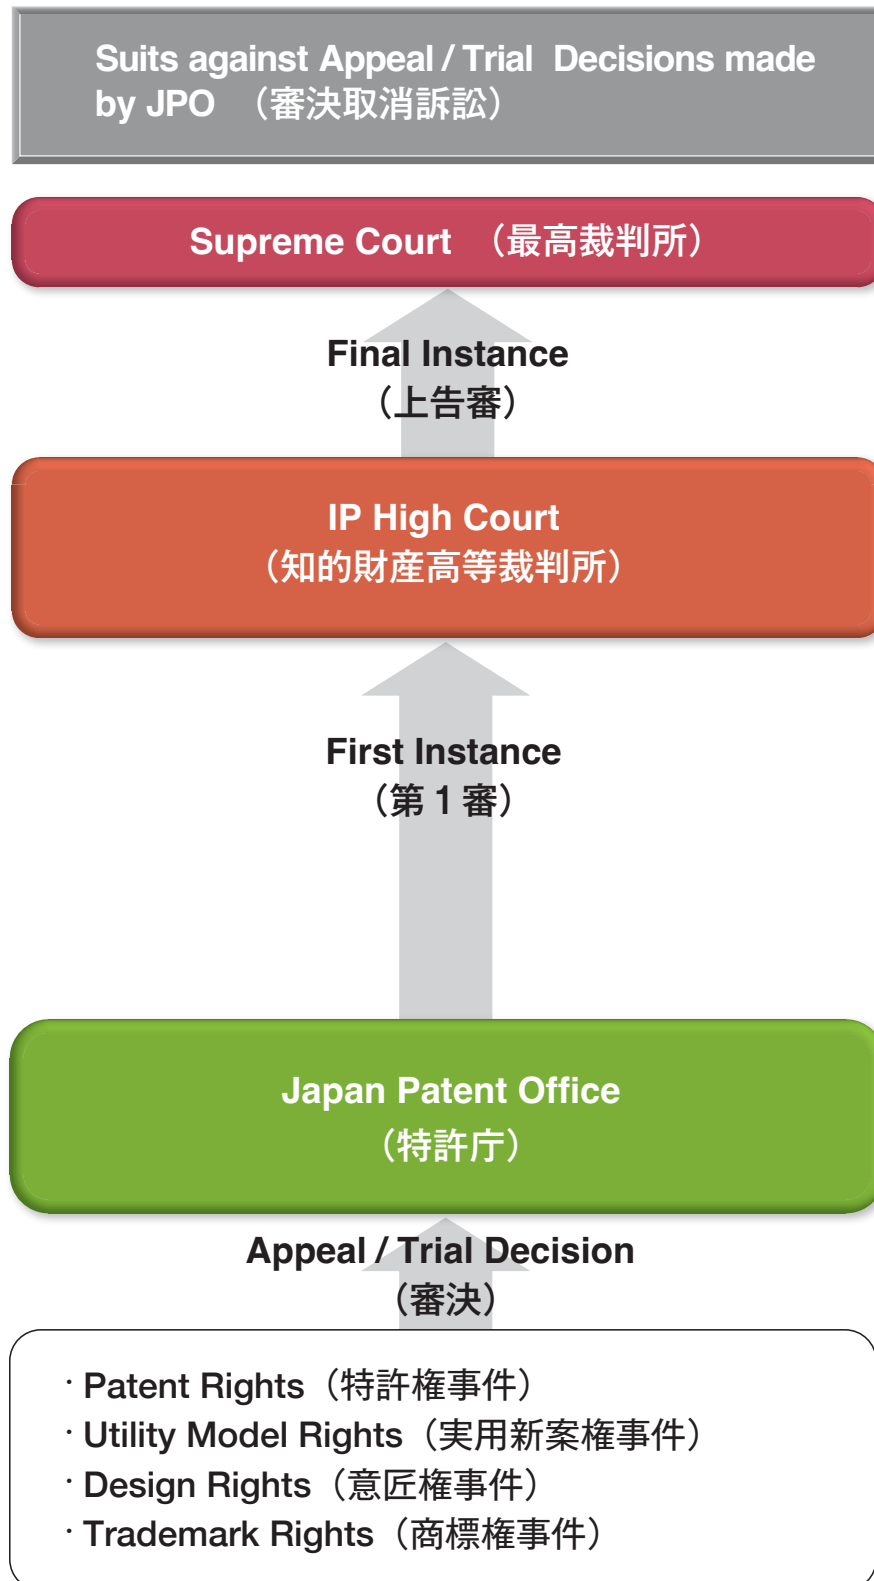 Suits against Appeal / Trial Decisions made
by JPO （審決取消訴訟）
Supreme Court （最高裁判所）
Final Instance
（上告審）
IP High Court
（知的財産高等裁判所）
First Instance
（第 1 審）
Japan Patent Office
（特許庁）
Appeal / Trial Decision
（審決）
· Patent Rights（特許権事件）
· Utility Model Rights（実用新案権事件）
· Design Rights（意匠権事件）
· Trademark Rights（商標権事件）